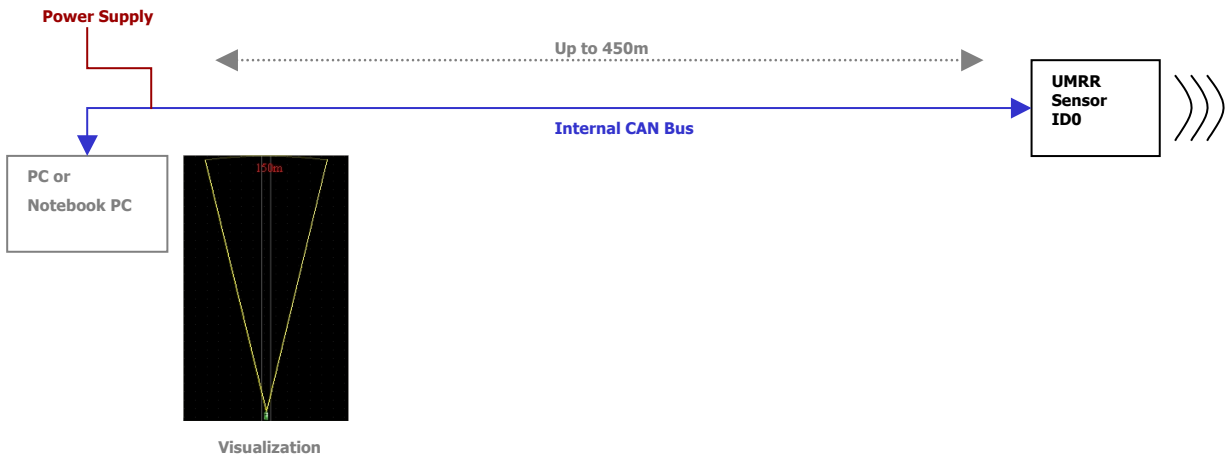 Power Supply
Up to 450m
UMRR
Sensor
ID0
Internal CAN Bus
PC or
Notebook PC
150m
Visualization